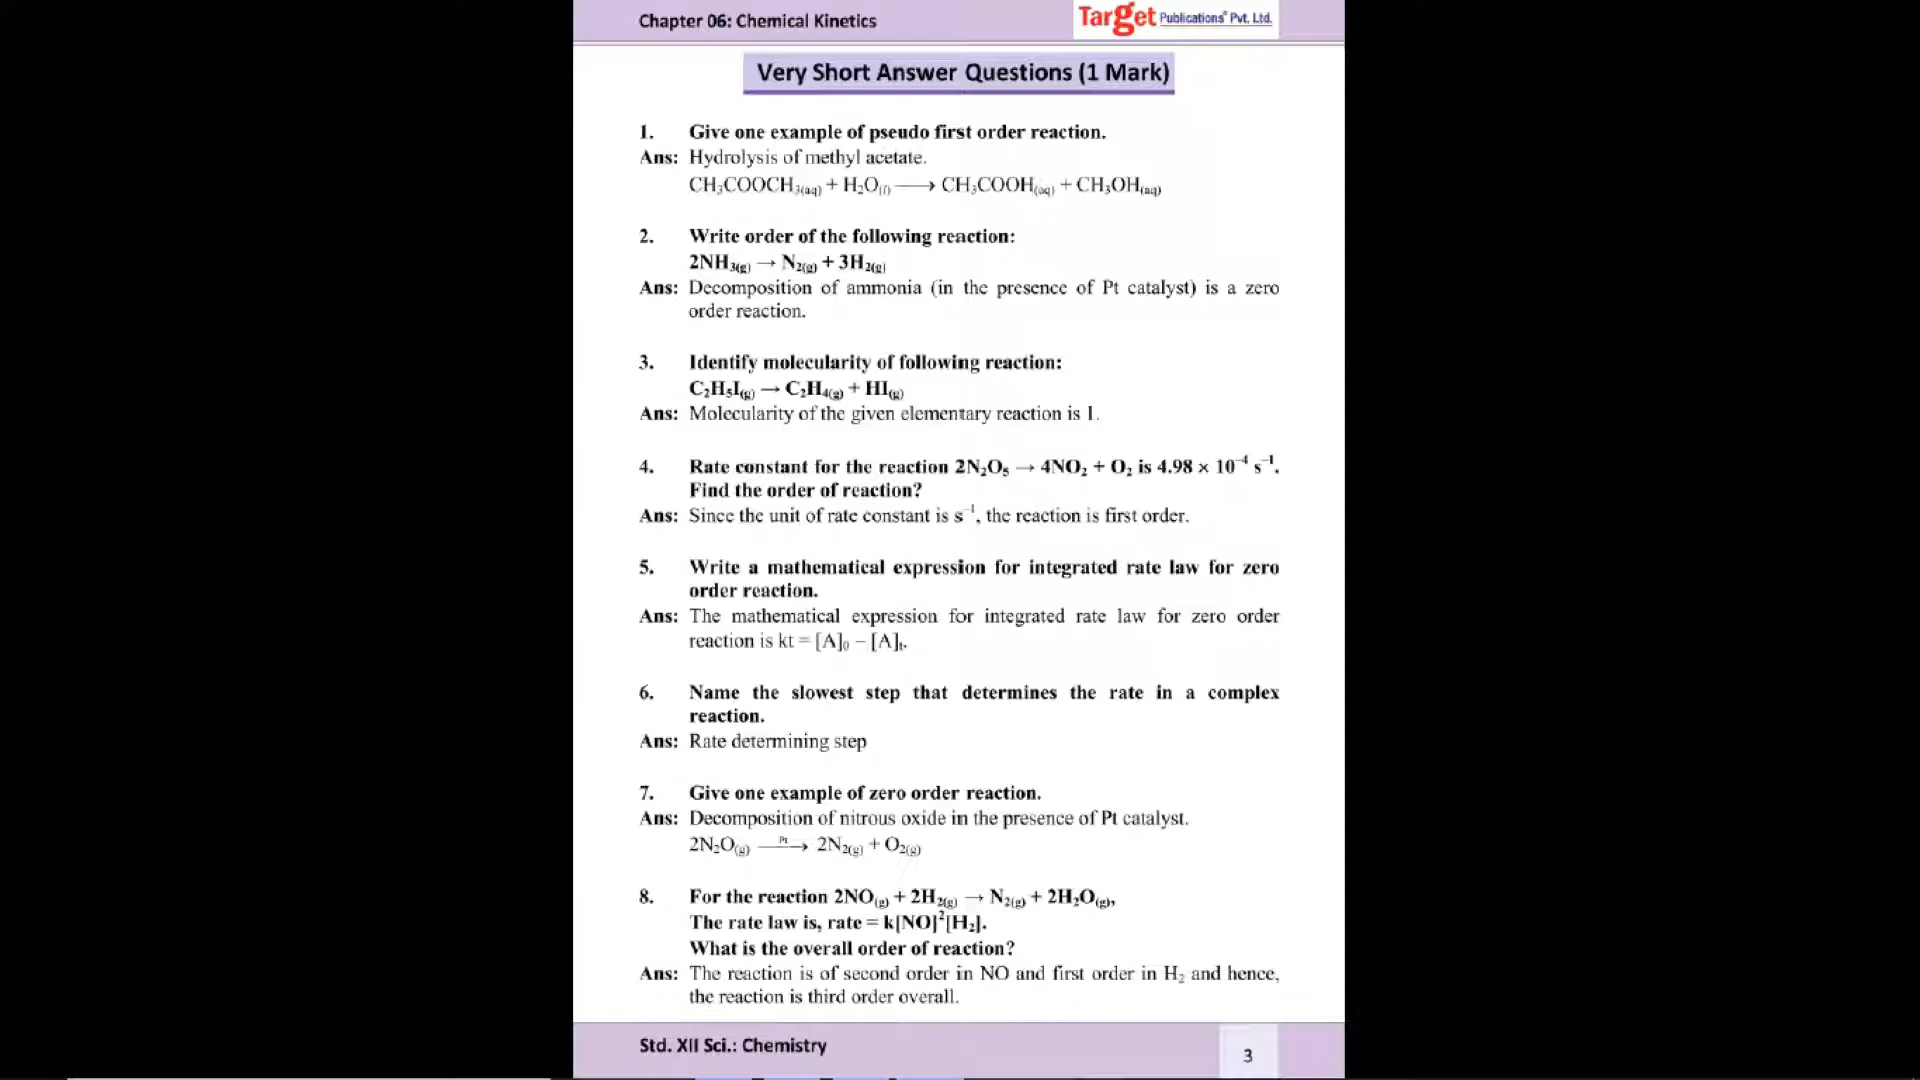 Chapter 06: Chemical Kinetics
Target Publications® Pvt. Ltd.
Very Short Answer Questions (1 Mark)
1. Give one example of pseudo first order reaction.
Ans: Hydrolysis of methyl acetate.
CH₃COOCH₃(aq) + H₂O(l) ⟶ CH₃COOH(aq) + CH₃OH(aq)
2. Write order of the following reaction:
2NH₃(g) → N₂(g) + 3H₂(g)
Ans: Decomposition of ammonia (in the presence of Pt catalyst) is a zero
order reaction.
3. Identify molecularity of following reaction:
C₂H₅I(g) → C₂H₄(g) + HI(g)
Ans: Molecularity of the given elementary reaction is 1.
4. Rate constant for the reaction 2N₂O₅ → 4NO₂ + O₂ is 4.98 × 10⁻⁴ s⁻¹.
Find the order of reaction?
Ans: Since the unit of rate constant is s⁻¹, the reaction is first order.
5. Write a mathematical expression for integrated rate law for zero
order reaction.
Ans: The mathematical expression for integrated rate law for zero order
reaction is kt = [A]₀ – [A]ₜ.
6. Name the slowest step that determines the rate in a complex
reaction.
Ans: Rate determining step
7. Give one example of zero order reaction.
Ans: Decomposition of nitrous oxide in the presence of Pt catalyst.
2N₂O(g) —Pt→ 2N₂(g) + O₂(g)
8. For the reaction 2NO(g) + 2H₂(g) → N₂(g) + 2H₂O(g),
The rate law is, rate = k[NO]²[H₂].
What is the overall order of reaction?
Ans: The reaction is of second order in NO and first order in H₂ and hence,
the reaction is third order overall.
Std. XII Sci.: Chemistry
3